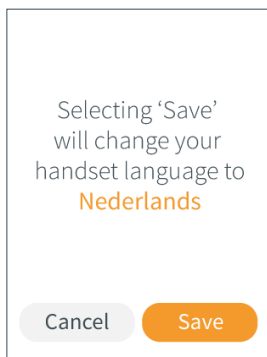 Selecting ‘Save’
will change your
handset language to
Nederlands
Cancel Save